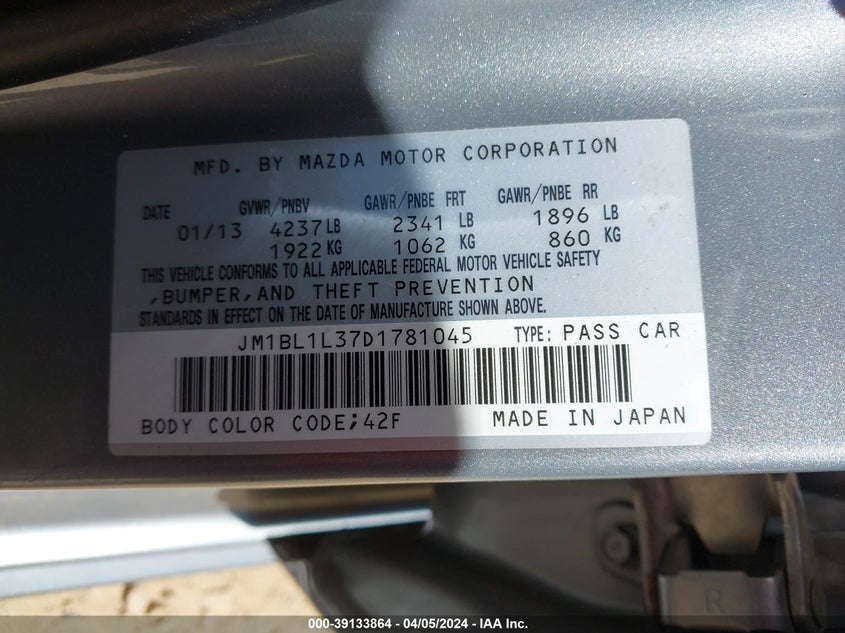 MFD. BY MAZDA MOTOR CORPORATION
DATE GVWR/PNBV GAWR/PNBE FRT GAWR/PNBE RR
01/13 4237LB 2341 LB 1896 LB
1922KG 1062 KG 860 KG
THIS VEHICLE CONFORMS TO ALL APPLICABLE FEDERAL MOTOR VEHICLE SAFETY
,BUMPER,AND THEFT PREVENTION
STANDARDS IN EFFECT ON THE DATE OF MANUFACTURE SHOWN ABOVE.
JM1BL1L37D1781045 TYPE: PASS CAR
BODY COLOR CODE;42F MADE IN JAPAN
R
000-39133864 - 04/05/2024 - IAA Inc.